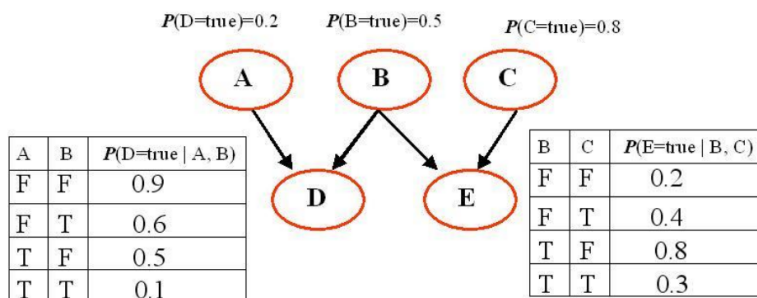 P(D=true)=0.2 P(B=true)=0.5 P(C=true)=0.8
A B C
D E
A B P(D=true | A, B)
F F 0.9
F T 0.6
T F 0.5
T T 0.1
B C P(E=true | B, C)
F F 0.2
F T 0.4
T F 0.8
T T 0.3